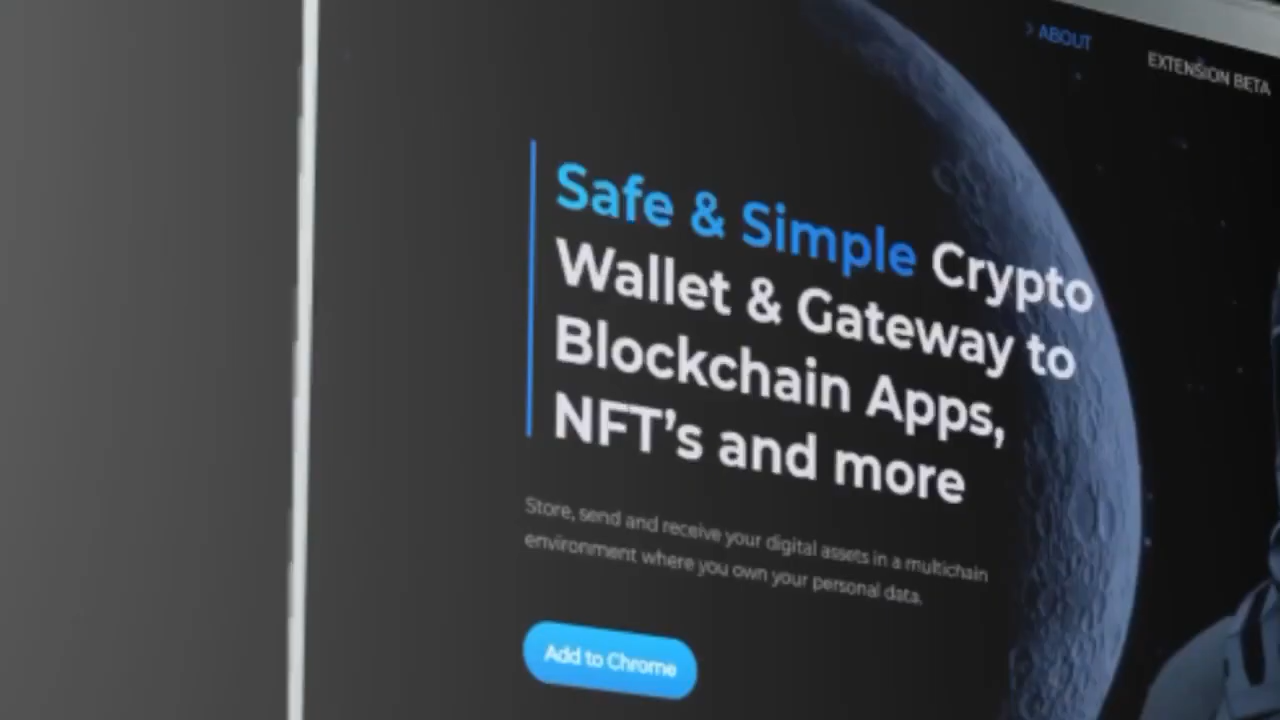 > ABOUT
EXTENSION BETA
Safe & Simple Crypto
Wallet & Gateway to
Blockchain Apps,
NFT's and more
Store, send and receive your digital assets in a multichain
environment where you own your personal data.
Add to Chrome